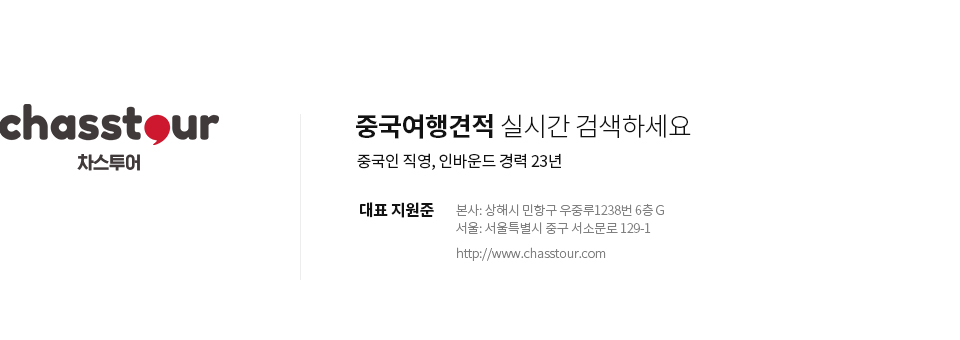 chasstour
차스투어
중국여행견적 실시간 검색하세요
중국인 직영, 인바운드 경력 23년
대표 지원준
본사: 상해시 민항구 우중루1238번 6층 G
서울: 서울특별시 중구 서소문로 129-1
http://www.chasstour.com